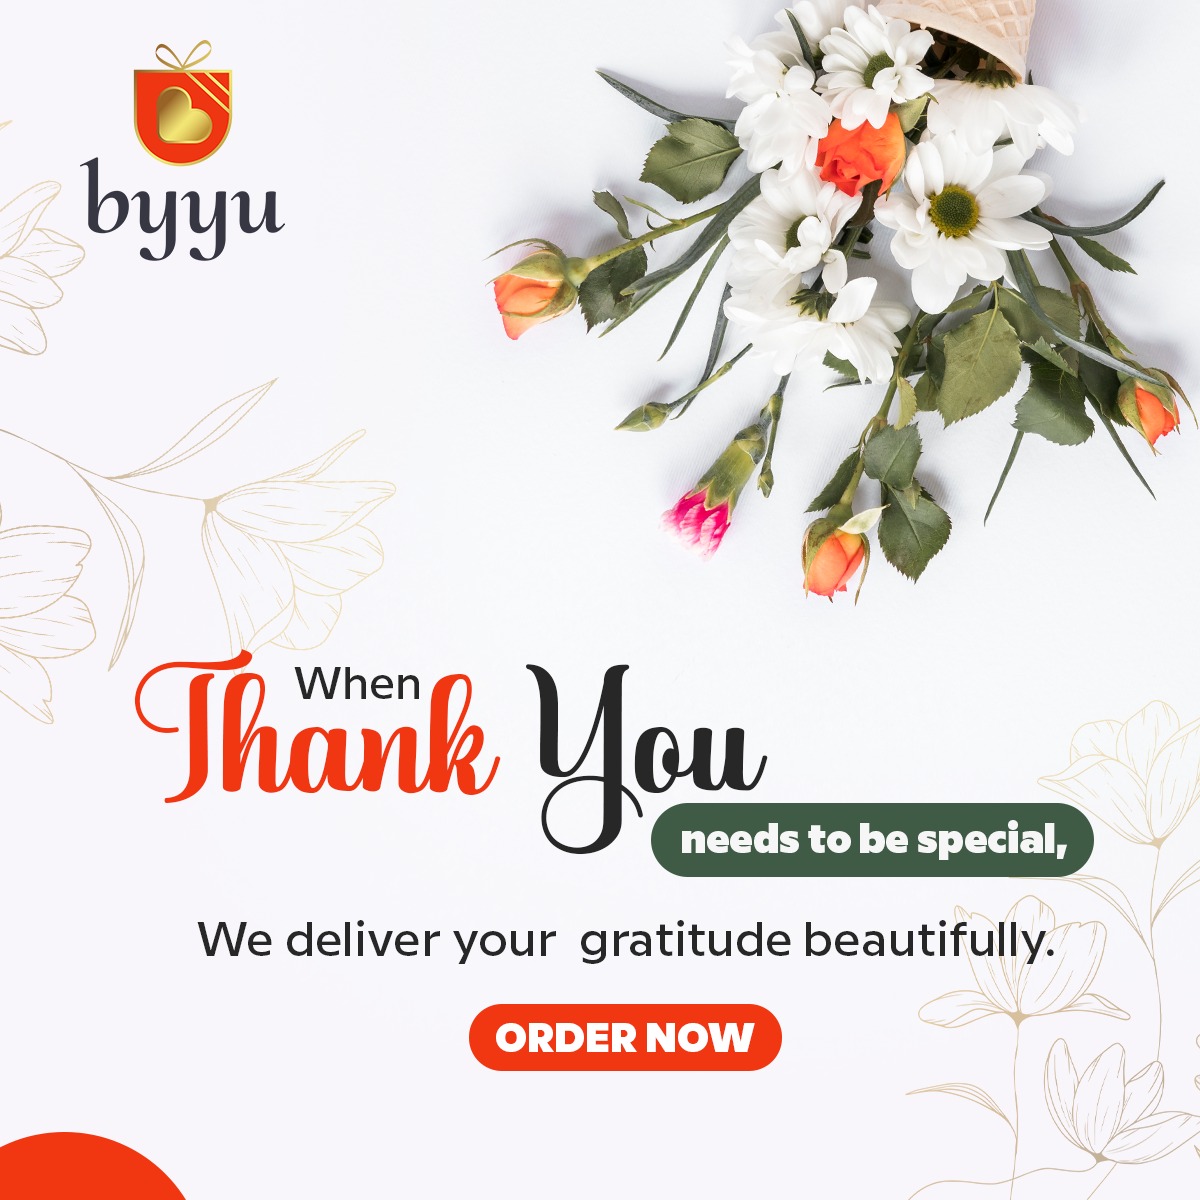 byyu
When
Thank You
needs to be special,
We deliver your gratitude beautifully.
ORDER NOW